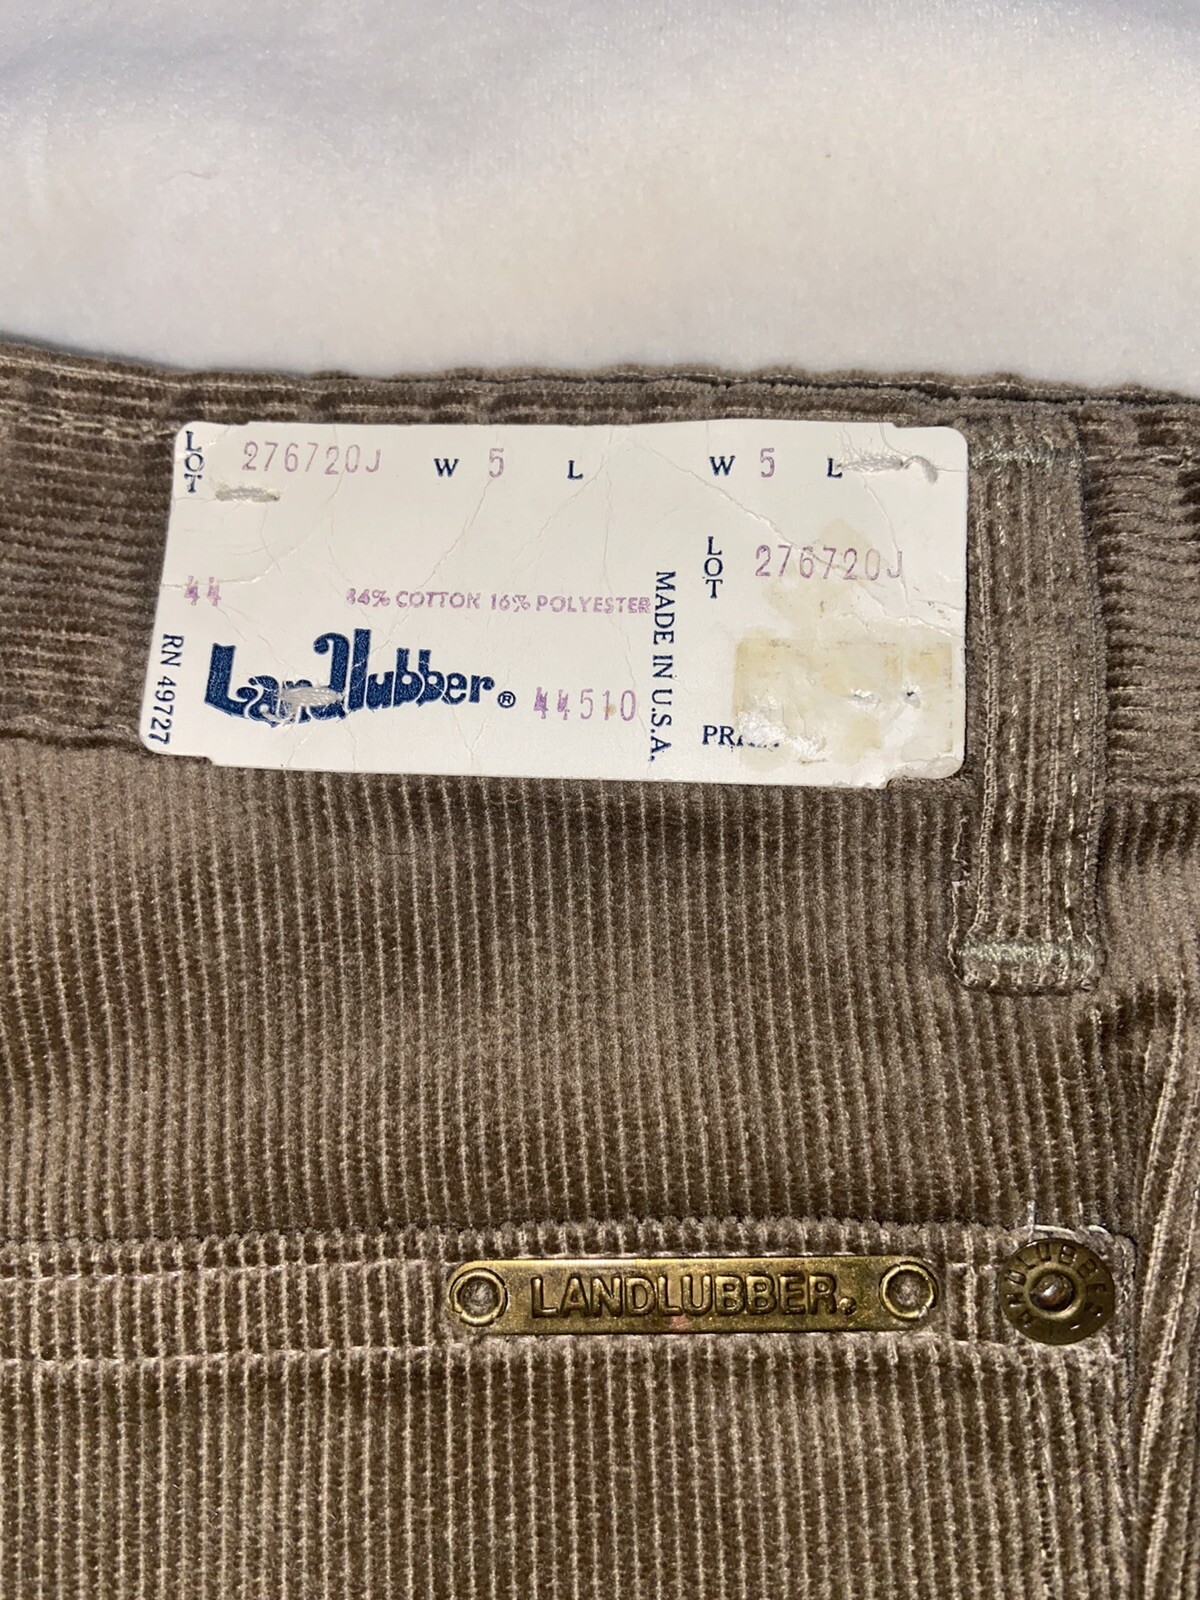 LOT 276720J W 5 L W 5 L
LOT 276720J
44 84% COTTON 16% POLYESTER
MADE IN U.S.A.
RN 49727
LandLubber® 44510
LANDLUBBER.